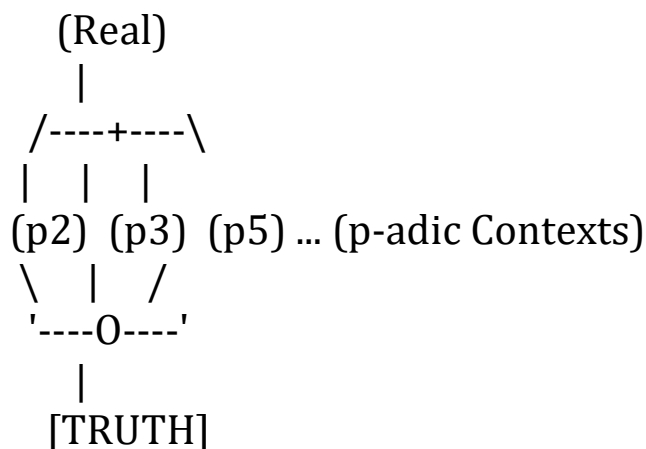 (Real)
|
/----+----\
| | |
(p2) (p3) (p5) ... (p-adic Contexts)
\ | /
'----O----'
|
[TRUTH]